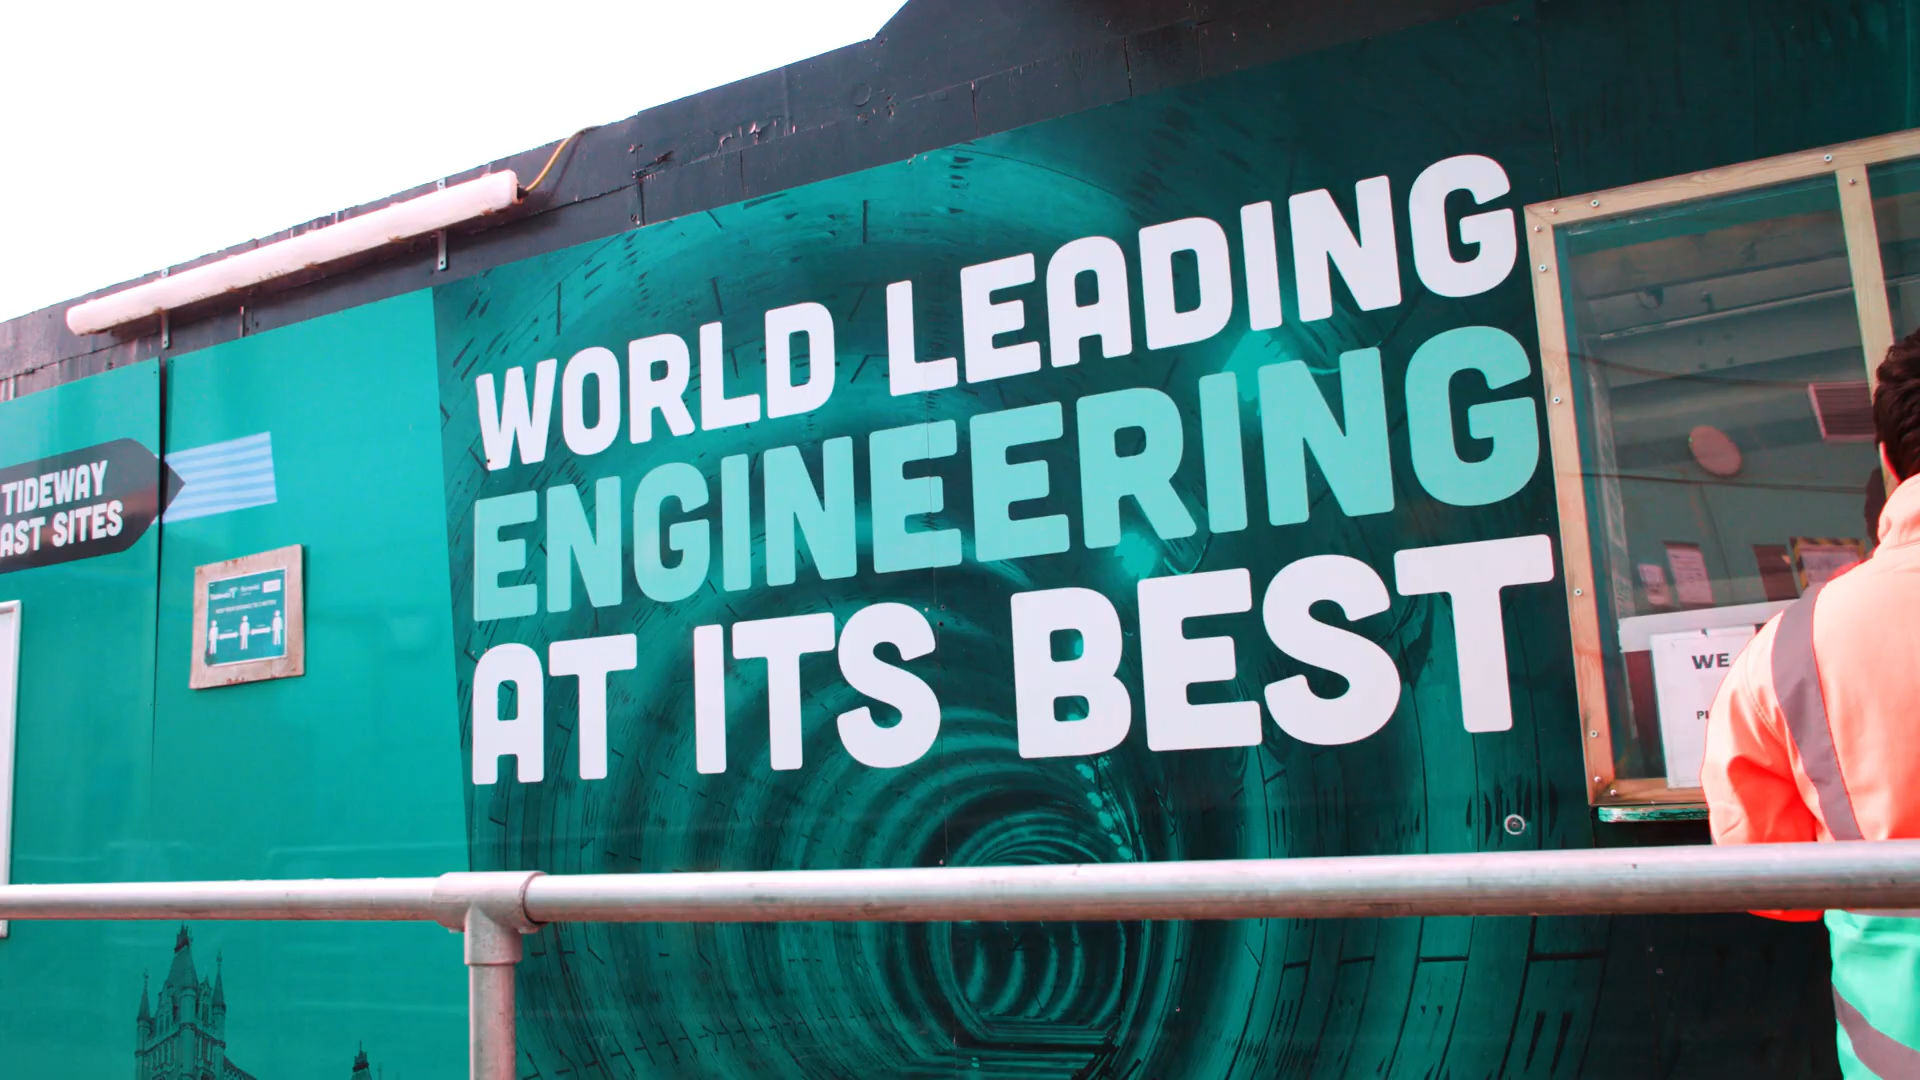 WORLD LEADING
ENGINEERING
AT ITS BEST
TIDEWAY
AST SITES
WE